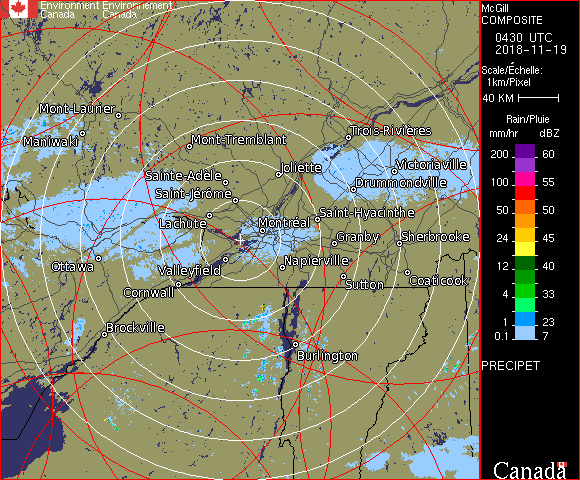 Environment Environnement
Canada Canada
McGill
COMPOSITE
0430 UTC
2018-11-19
Scale/Échelle:
1km/Pixel
40 KM
Rain/Pluie
mm/hr dBZ
200 60
100 55
50 50
24 45
12 40
4 33
1 23
0.1 7
PRECIPET
Canada
Mont-Laurier
Maniwaki
Mont-Tremblant
Trois-Rivières
Joliette
Victoriaville
Sainte-Adèle
Drummondville
Saint-Jérôme
Saint-Hyacinthe
Lachute
Montréal
Granby
Sherbrooke
Ottawa
Valleyfield
Napierville
Coaticook
Sutton
Cornwall
Brockville
Burlington